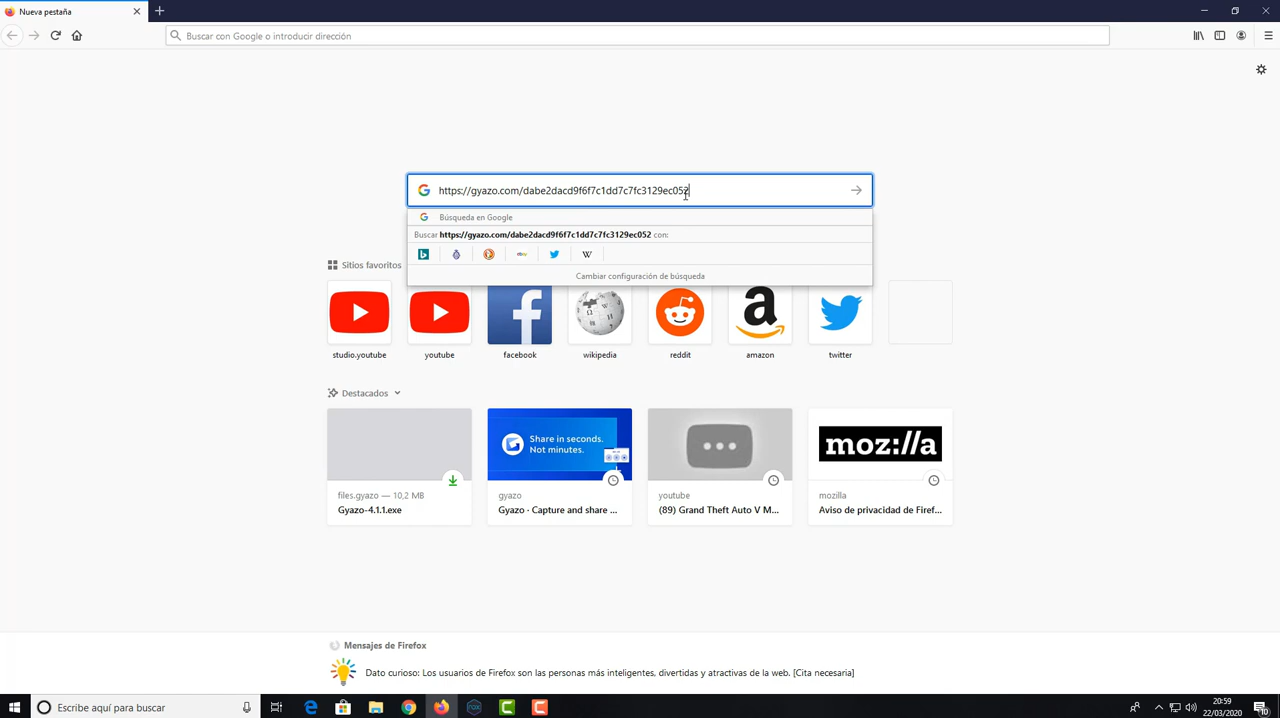 Nueva pestaña
Buscar con Google o introducir dirección
https://gyazo.com/dabe2dacd9f6f7c1dd7c7fc3129ec052
Búsqueda en Google
Buscar https://gyazo.com/dabe2dacd9f6f7c1dd7c7fc3129ec052 con:
W
Cambiar configuración de búsqueda
Sitios favoritos
studio.youtube
youtube
facebook
wikipedia
reddit
amazon
twitter
Destacados
Share in seconds.
Not minutes.
moz://a
files.gyazo — 10,2 MB
Gyazo-4.1.1.exe
gyazo
Gyazo · Capture and share ...
youtube
(89) Grand Theft Auto V M...
mozilla
Aviso de privacidad de Firef...
Mensajes de Firefox
Dato curioso: Los usuarios de Firefox son las personas más inteligentes, divertidas y atractivas de la web. [Cita necesaria]
Escribe aquí para buscar
20:59
22/03/2020
10